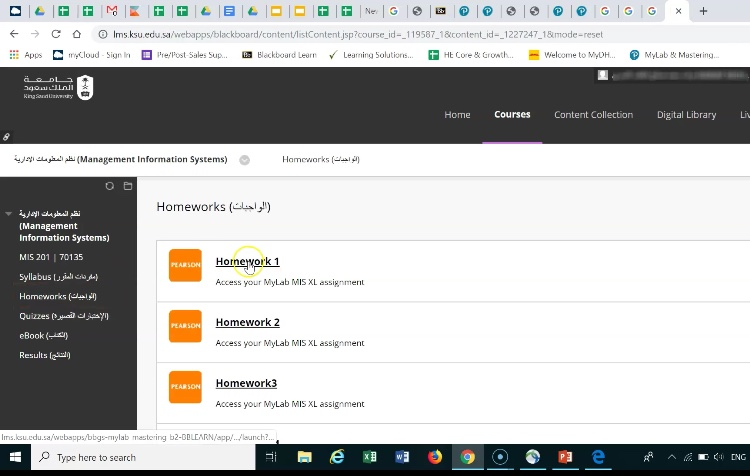 Nev
lms.ksu.edu.sa/webapps/blackboard/content/listContent.jsp?course_id=_119587_1&content_id=_1227247_1&mode=reset
Apps
myCloud - Sign In
Pre/Post-Sales Sup...
Blackboard Learn
Learning Solutions...
HE Core & Growth...
Welcome to MyDH...
MyLab & Mastering...
جامعة
الملك سعود
King Saud University
Home
Courses
Content Collection
Digital Library
Liv
نظم المعلومات الإدارية (Management Information Systems)
Homeworks (الواجبات)
نظم المعلومات الإدارية
(Management
Information Systems)
MIS 201 | 70135
Syllabus (مفردات المقرر)
Homeworks (الواجبات)
Quizzes (الإختبارات القصيرة)
eBook (الكتاب)
Results (النتائج)
Homeworks (الواجبات)
PEARSON
Homework 1
Access your MyLab MIS XL assignment
PEARSON
Homework 2
Access your MyLab MIS XL assignment
PEARSON
Homework3
Access your MyLab MIS XL assignment
lms.ksu.edu.sa/webapps/bbgs-mylab_mastering_b2-BBLEARN/app/.../launch?...
Type here to search
ENG